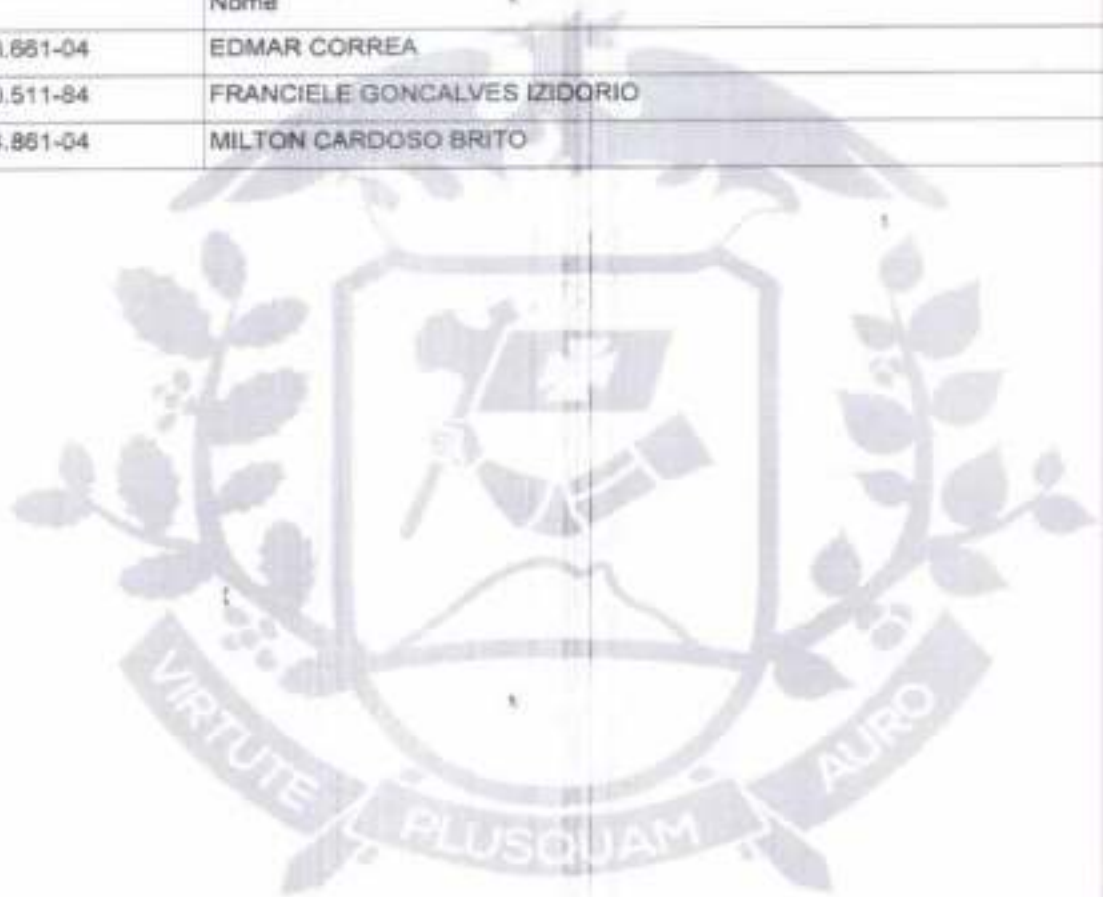 Nome
.661-04 EDMAR CORREA
.511-84 FRANCIELE GONCALVES IZIDORIO
.861-04 MILTON CARDOSO BRITO
VIRTUTE PLUSQUAM AURO